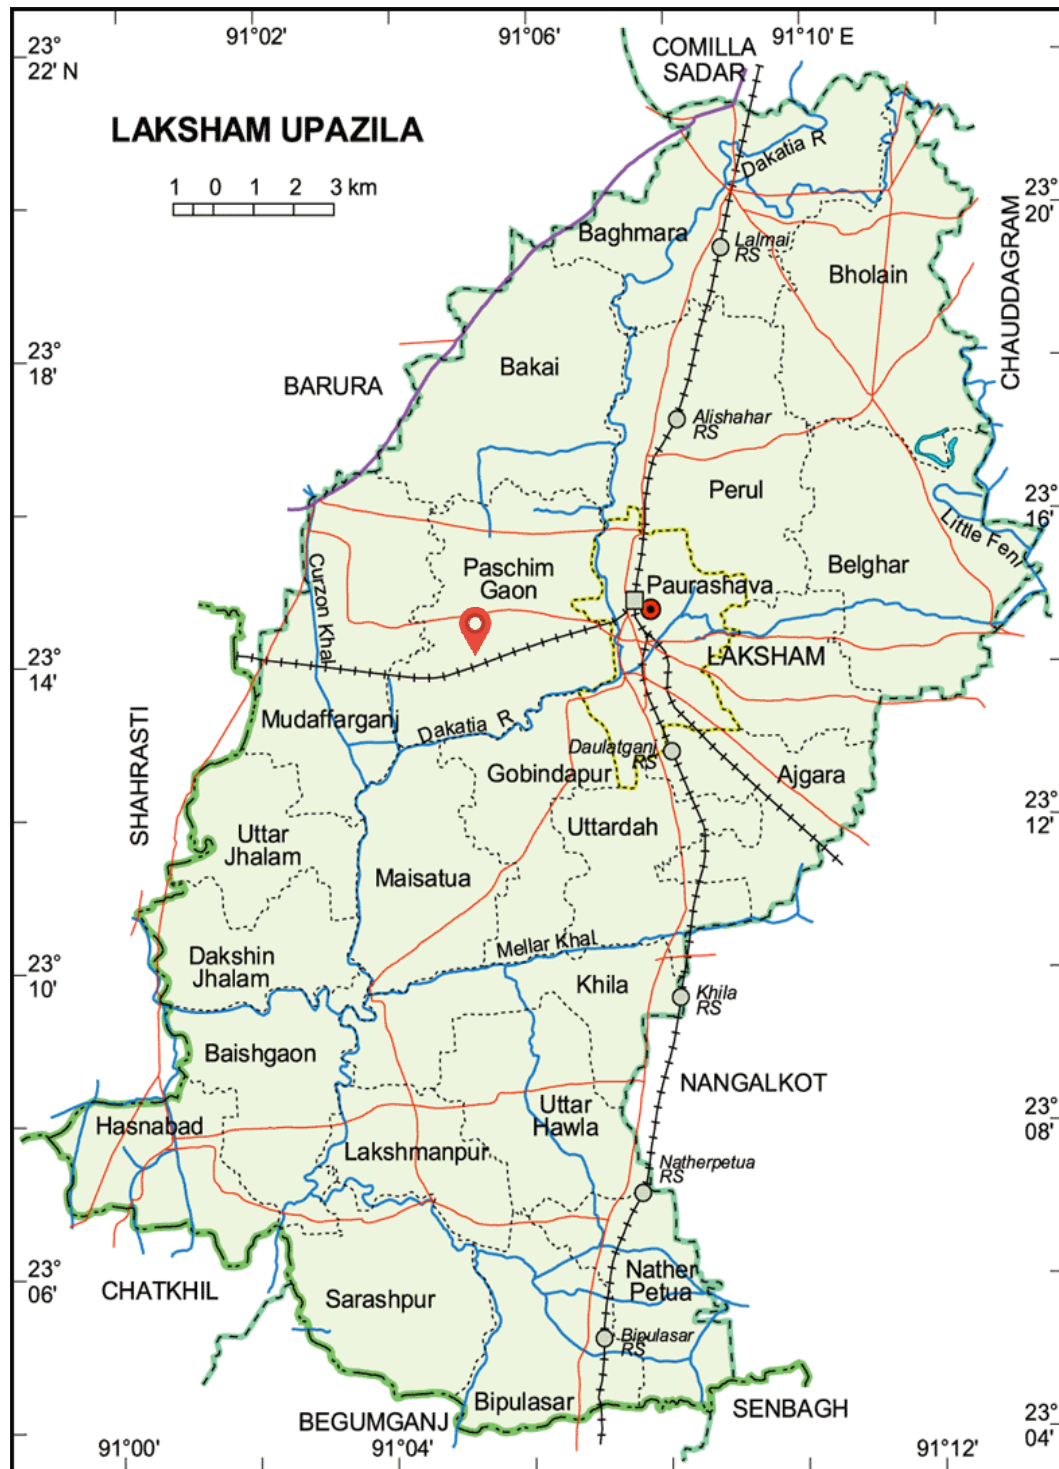 91°02'
91°06'
91°10' E
23°
22' N
COMILLA
SADAR
LAKSHAM UPAZILA
1 0 1 2 3 km
Dakatia R
23°
20'
Baghmara
Lalmai
RS
Bholain
CHAUDDAGRAM
23°
18'
Bakai
BARURA
Alishahar
RS
Perul
23°
16'
Little Feni
Curzon Khal
Paschim
Gaon
Paurashava
Belghar
23°
14'
LAKSHAM
SHAHRASTI
Mudaffarganj
Dakatia R
Daulatganj
RS
Gobindapur
Ajgara
23°
12'
Uttar
Jhalam
Uttardah
Maisatua
Mellar Khal
Dakshin
Jhalam
23°
10'
Khila
Khila
RS
Baishgaon
NANGALKOT
Hasnabad
Uttar
Hawla
23°
08'
Lakshmanpur
Natherpetua
RS
23°
06'
CHATKHIL
Sarashpur
Nather
Petua
Bipulasar
RS
Bipulasar
BEGUMGANJ
SENBAGH
23°
04'
91°00'
91°04'
91°12'